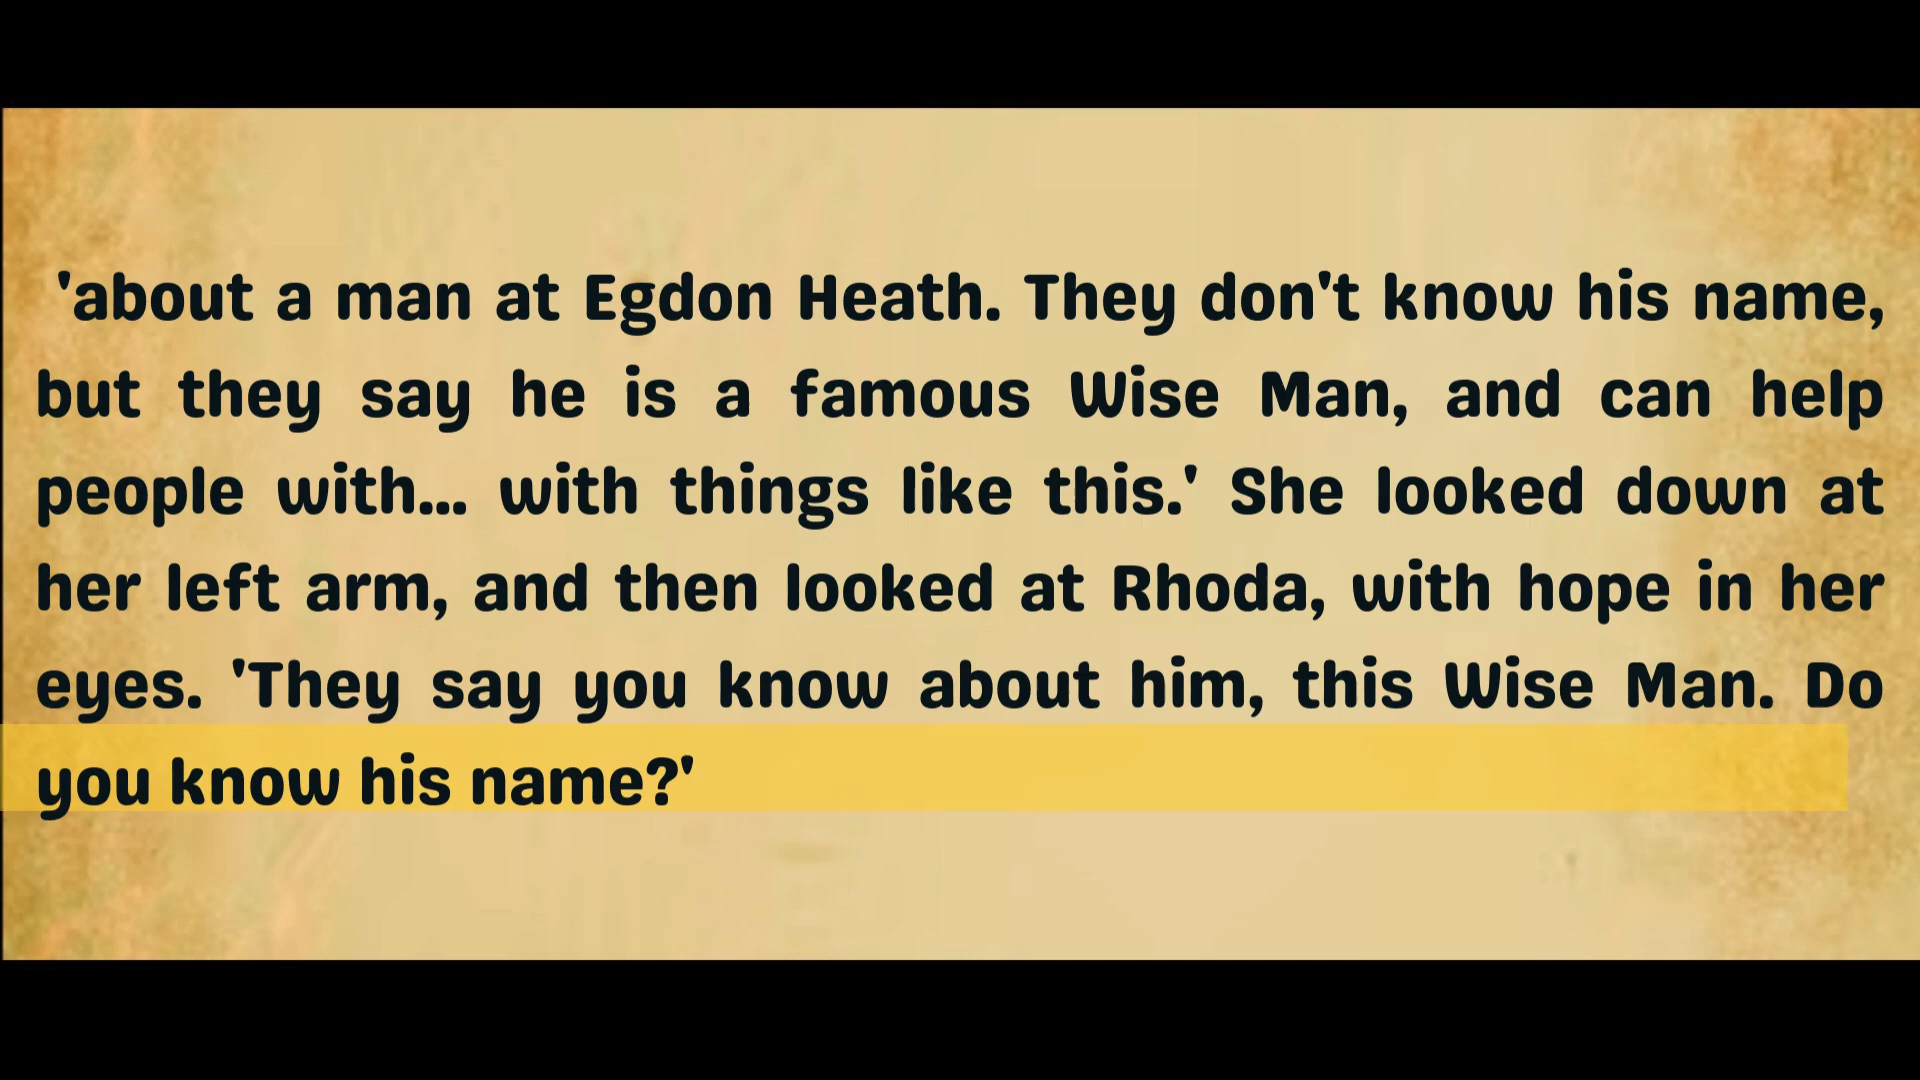 'about a man at Egdon Heath. They don't know his name,
but they say he is a famous Wise Man, and can help
people with... with things like this.' She looked down at
her left arm, and then looked at Rhoda, with hope in her
eyes. 'They say you know about him, this Wise Man. Do
you know his name?'